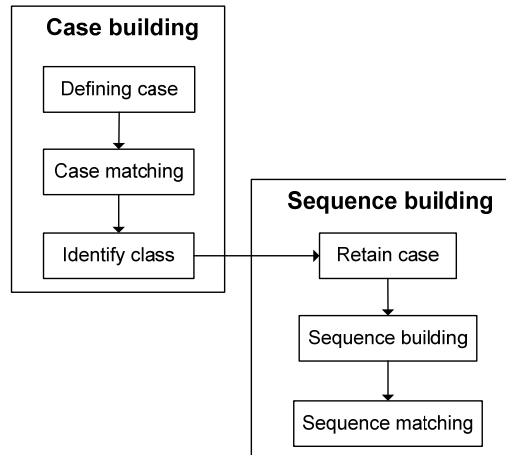 Case building
Defining case
Case matching
Identify class
Sequence building
Retain case
Sequence building
Sequence matching